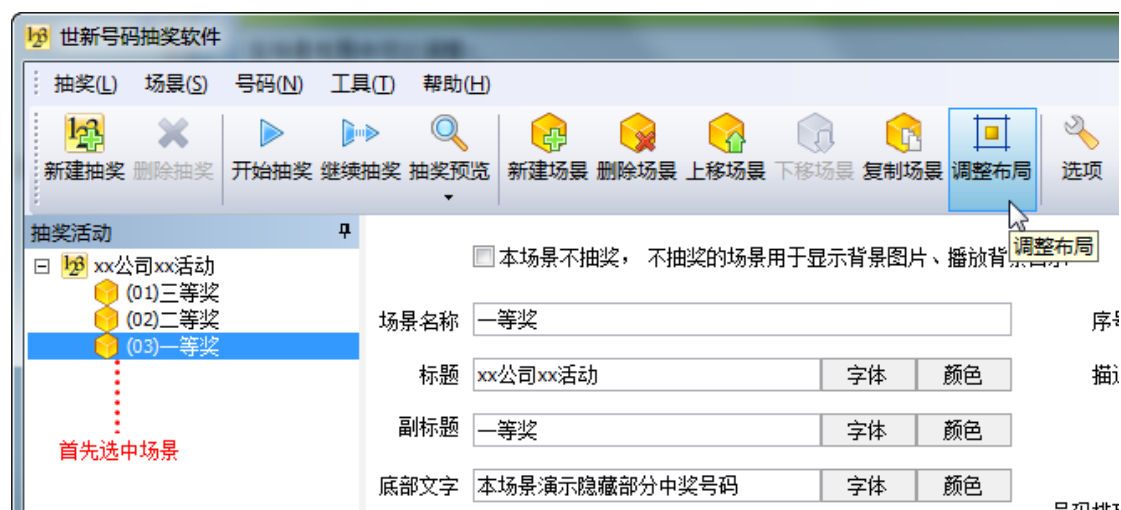 世新号码抽奖软件
抽奖(L) 场景(S) 号码(N) 工具(T) 帮助(H)
新建抽奖 删除抽奖 开始抽奖 继续抽奖 抽奖预览 新建场景 删除场景 上移场景 下移场景 复制场景 调整布局 选项
调整布局
抽奖活动
xx公司xx活动
(01)三等奖
(02)二等奖
(03)一等奖
首先选中场景
本场景不抽奖， 不抽奖的场景用于显示背景图片、播放背
场景名称 一等奖 序
标题 xx公司xx活动 字体 颜色
副标题 一等奖 字体 颜色
底部文字 本场景演示隐藏部分中奖号码 字体 颜色